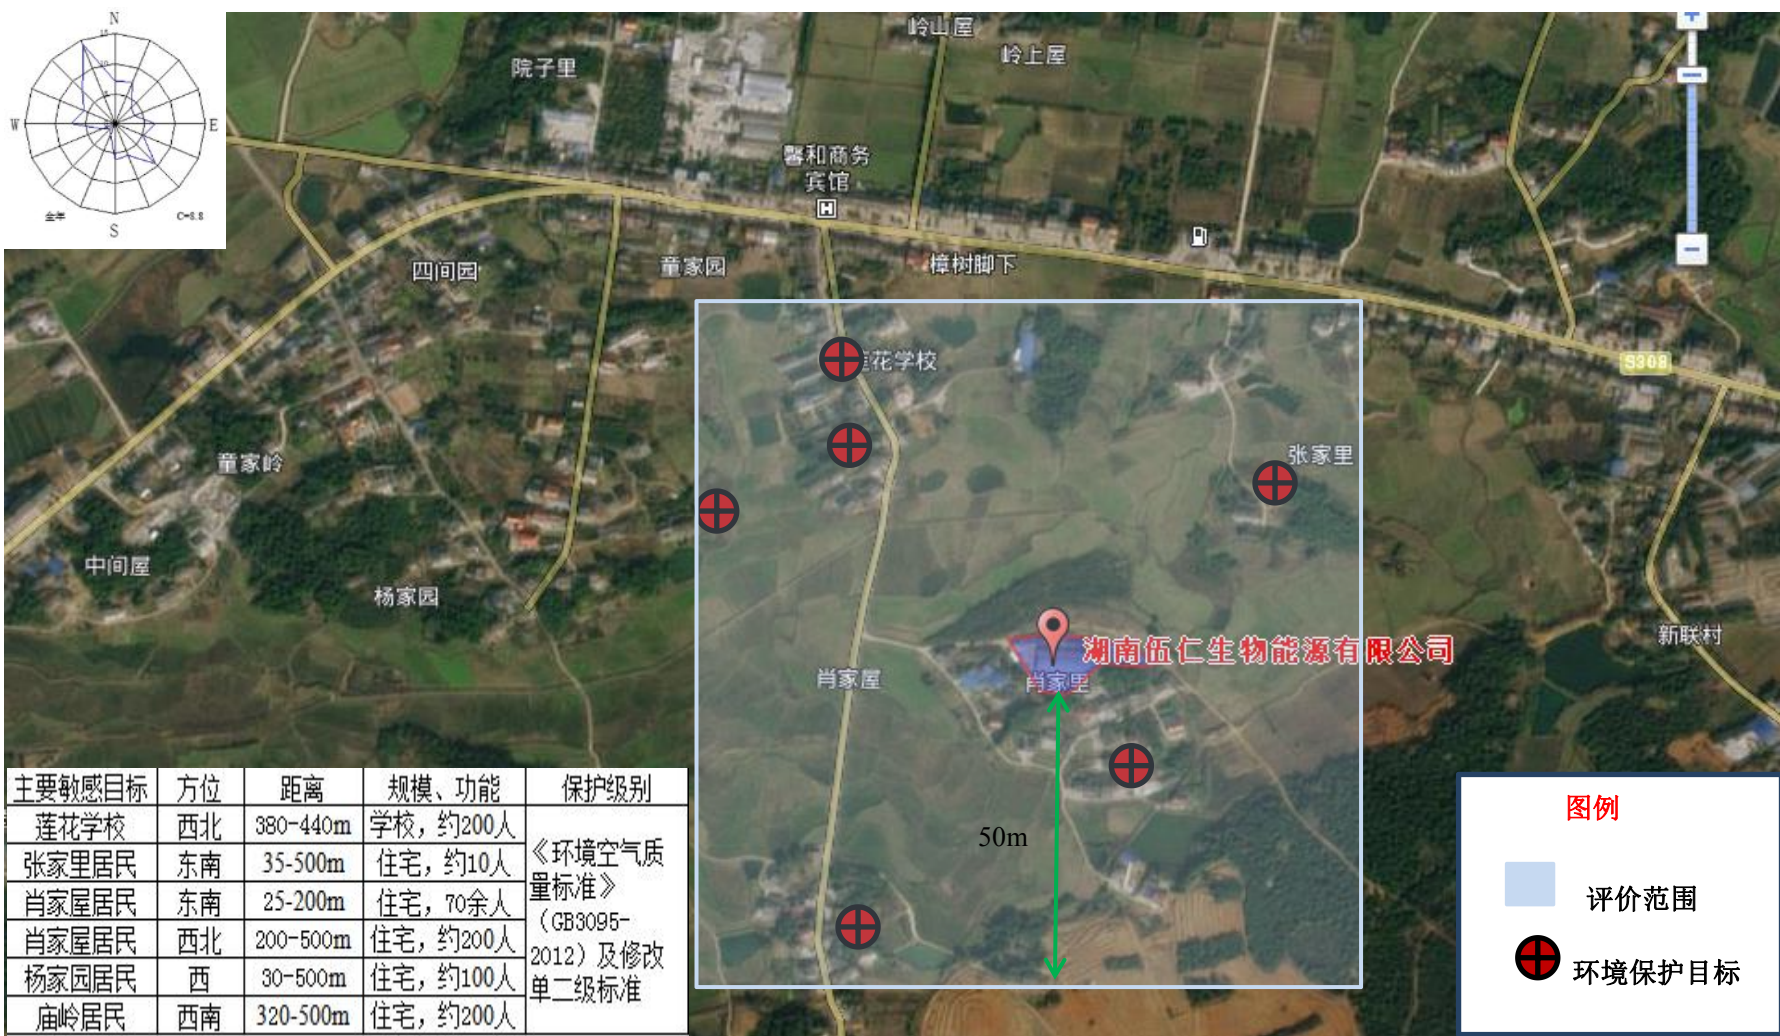 N
15
10
5
W
E
S
全年
C=6.8
院子里
岭山屋
岭上屋
馨和商务
宾馆
H
四间园
童家园
樟树脚下
S308
莲花学校
张家里
童家岭
中间屋
杨家园
新联村
湖南伍仁生物能源有限公司
肖家屋
肖家里
50m
主要敏感目标 方位 距离 规模、功能 保护级别
莲花学校 西北 380-440m 学校，约200人
张家里居民 东南 35-500m 住宅，约10人
肖家屋居民 东南 25-200m 住宅，70余人
肖家屋居民 西北 200-500m 住宅，约200人
杨家园居民 西 30-500m 住宅，约100人
庙岭居民 西南 320-500m 住宅，约200人
《环境空气质
量标准》
（GB3095-
2012）及修改
单二级标准
图例
评价范围
环境保护目标